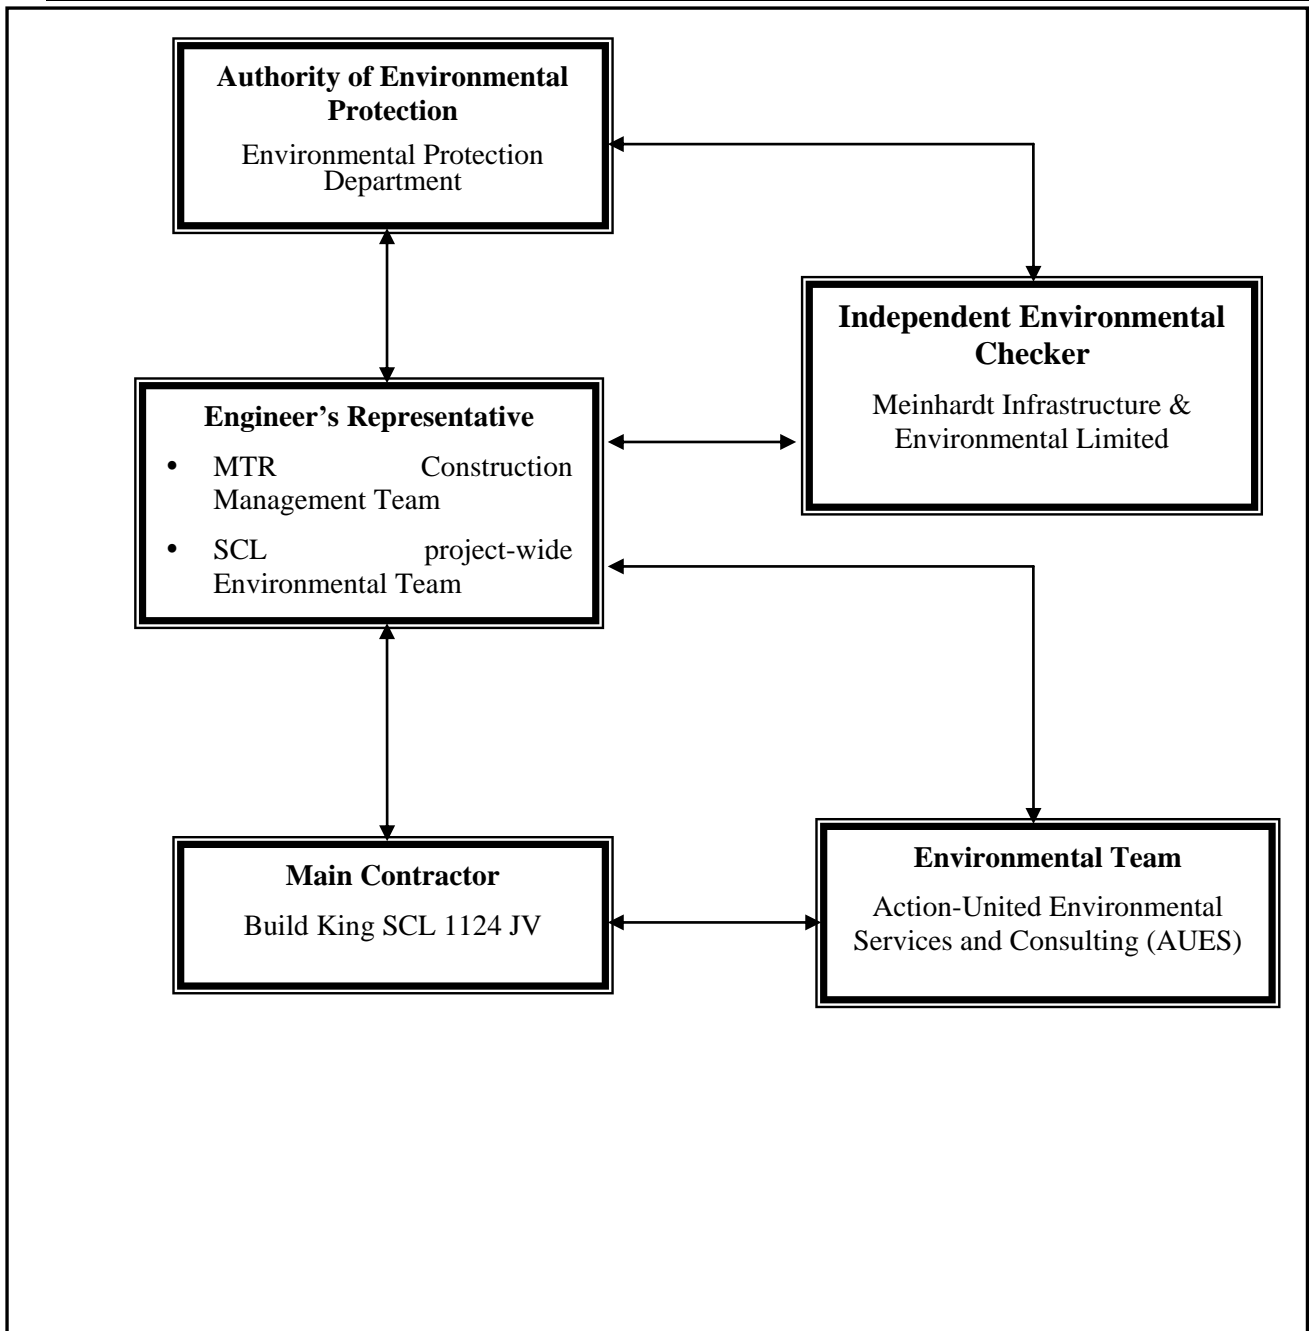 Authority of Environmental
Protection
Environmental Protection
Department
Independent Environmental
Checker
Meinhardt Infrastructure &
Environmental Limited
Engineer’s Representative
• MTR Construction
Management Team
• SCL project-wide
Environmental Team
Main Contractor
Build King SCL 1124 JV
Environmental Team
Action-United Environmental
Services and Consulting (AUES)